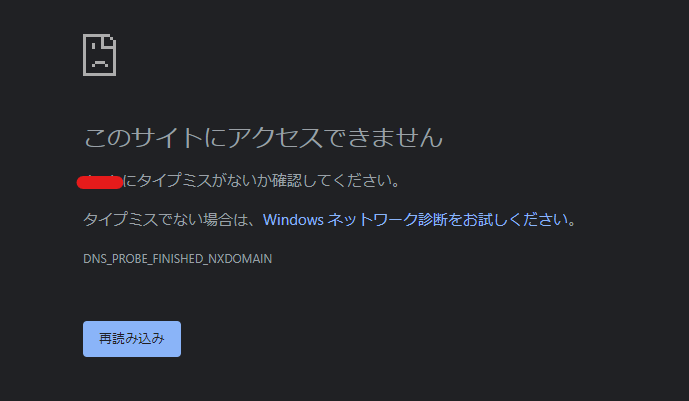 このサイトにアクセスできません
にタイプミスがないか確認してください。
タイプミスでない場合は、Windows ネットワーク診断をお試しください。
DNS_PROBE_FINISHED_NXDOMAIN
再読み込み